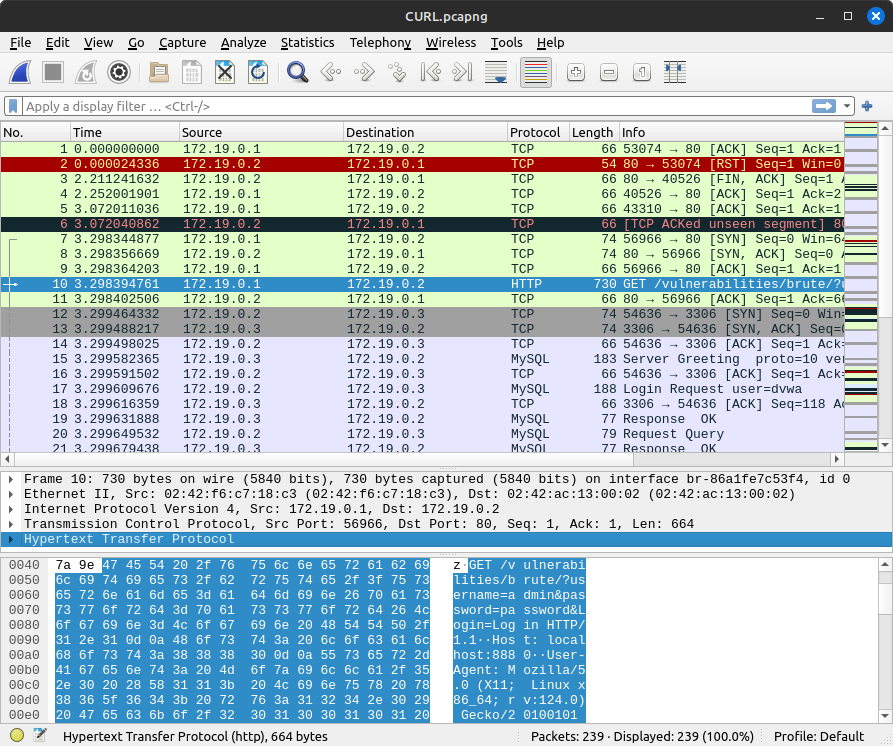 CURL.pcapng
File Edit View Go Capture Analyze Statistics Telephony Wireless Tools Help
Apply a display filter … <Ctrl-/>
No. Time Source Destination Protocol Length Info
1 0.000000000 172.19.0.1 172.19.0.2 TCP 66 53074 → 80 [ACK] Seq=1 Ack=1
2 0.000024336 172.19.0.2 172.19.0.1 TCP 54 80 → 53074 [RST] Seq=1 Win=0
3 2.211241632 172.19.0.2 172.19.0.1 TCP 66 80 → 40526 [FIN, ACK] Seq=1
4 2.252001901 172.19.0.1 172.19.0.2 TCP 66 40526 → 80 [ACK] Seq=1 Ack=2
5 3.072011036 172.19.0.1 172.19.0.2 TCP 66 43310 → 80 [ACK] Seq=1 Ack=1
6 3.072040862 172.19.0.2 172.19.0.1 TCP 66 [TCP ACKed unseen segment] 80
7 3.298344877 172.19.0.1 172.19.0.2 TCP 74 56966 → 80 [SYN] Seq=0 Win=64
8 3.298356669 172.19.0.2 172.19.0.1 TCP 74 80 → 56966 [SYN, ACK] Seq=0
9 3.298364203 172.19.0.1 172.19.0.2 TCP 66 56966 → 80 [ACK] Seq=1 Ack=1
10 3.298394761 172.19.0.1 172.19.0.2 HTTP 730 GET /vulnerabilities/brute/?u
11 3.298402506 172.19.0.2 172.19.0.1 TCP 66 80 → 56966 [ACK] Seq=1 Ack=66
12 3.299464332 172.19.0.2 172.19.0.3 TCP 74 54636 → 3306 [SYN] Seq=0 Win=
13 3.299488217 172.19.0.3 172.19.0.2 TCP 74 3306 → 54636 [SYN, ACK] Seq=0
14 3.299498025 172.19.0.2 172.19.0.3 TCP 66 54636 → 3306 [ACK] Seq=1 Ack=
15 3.299582365 172.19.0.3 172.19.0.2 MySQL 183 Server Greeting proto=10 ver
16 3.299591502 172.19.0.2 172.19.0.3 TCP 66 54636 → 3306 [ACK] Seq=1 Ack=
17 3.299609676 172.19.0.2 172.19.0.3 MySQL 188 Login Request user=dvwa
18 3.299616359 172.19.0.3 172.19.0.2 TCP 66 3306 → 54636 [ACK] Seq=118 Ac
19 3.299631888 172.19.0.3 172.19.0.2 MySQL 77 Response OK
20 3.299649532 172.19.0.2 172.19.0.3 MySQL 79 Request Query
21 3.299679438 172.19.0.3 172.19.0.2 MySQL 77 Response OK
Frame 10: 730 bytes on wire (5840 bits), 730 bytes captured (5840 bits) on interface br-86a1fe7c53f4, id 0
Ethernet II, Src: 02:42:f6:c7:18:c3 (02:42:f6:c7:18:c3), Dst: 02:42:ac:13:00:02 (02:42:ac:13:00:02)
Internet Protocol Version 4, Src: 172.19.0.1, Dst: 172.19.0.2
Transmission Control Protocol, Src Port: 56966, Dst Port: 80, Seq: 1, Ack: 1, Len: 664
Hypertext Transfer Protocol
0040 7a 9e 47 45 54 20 2f 76 75 6c 6e 65 72 61 62 69 z·GET /v ulnerabi
0050 6c 69 74 69 65 73 2f 62 72 75 74 65 2f 3f 75 73 lities/b rute/?us
0060 65 72 6e 61 6d 65 3d 61 64 6d 69 6e 26 70 61 73 ername=a dmin&pas
0070 73 77 6f 72 64 3d 70 61 73 73 77 6f 72 64 26 4c sword=pa ssword&L
0080 6f 67 69 6e 3d 4c 6f 67 69 6e 20 48 54 54 50 2f ogin=Log in HTTP/
0090 31 2e 31 0d 0a 48 6f 73 74 3a 20 6c 6f 63 61 6c 1.1··Hos t: local
00a0 68 6f 73 74 3a 38 38 38 30 0d 0a 55 73 65 72 2d host:888 0··User-
00b0 41 67 65 6e 74 3a 20 4d 6f 7a 69 6c 6c 61 2f 35 Agent: M ozilla/5
00c0 2e 30 20 28 58 31 31 3b 20 4c 69 6e 75 78 20 78 .0 (X11; Linux x
00d0 38 36 5f 36 34 3b 20 72 76 3a 31 32 34 2e 30 29 86_64; r v:124.0)
00e0 20 47 65 63 6b 6f 2f 32 30 31 30 30 31 30 31 20 Gecko/2 0100101
Hypertext Transfer Protocol (http), 664 bytes Packets: 239 · Displayed: 239 (100.0%) Profile: Default